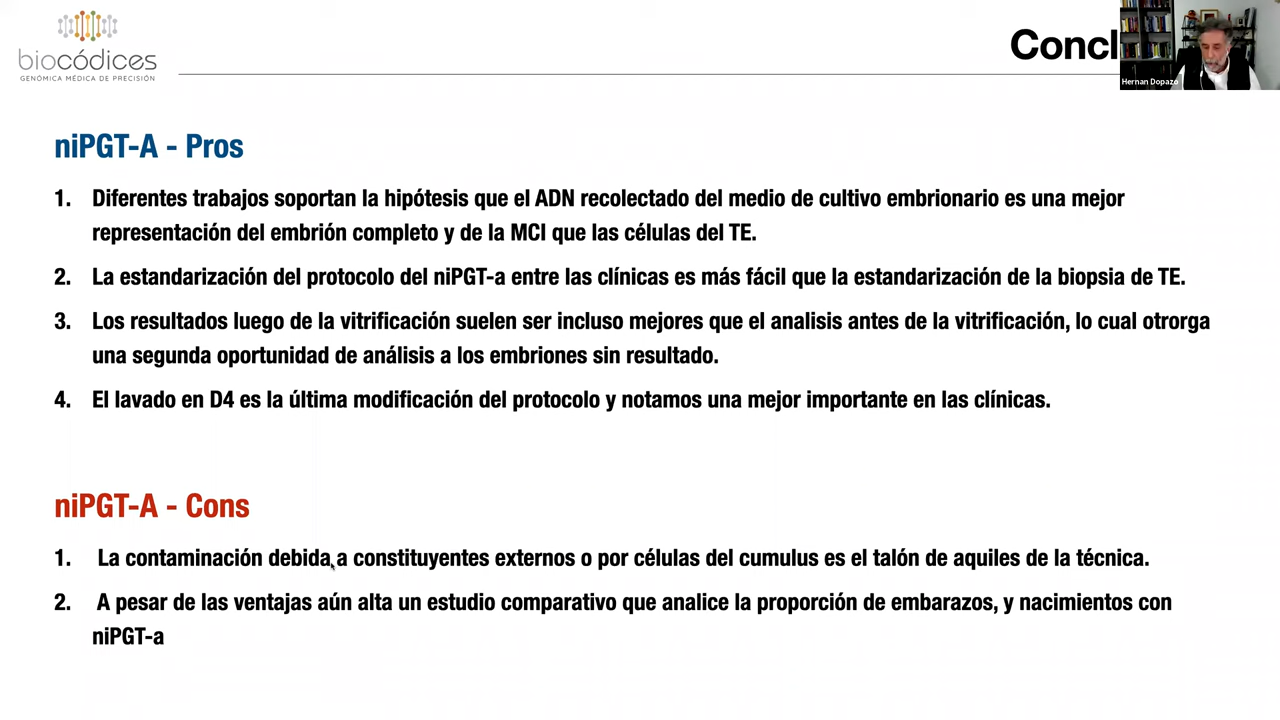 biocódices
GENÓMICA MÉDICA DE PRECISIÓN
Concl
Hernan Dopazo
niPGT-A - Pros
1. Diferentes trabajos soportan la hipótesis que el ADN recolectado del medio de cultivo embrionario es una mejor
representación del embrión completo y de la MCI que las células del TE.
2. La estandarización del protocolo del niPGT-a entre las clínicas es más fácil que la estandarización de la biopsia de TE.
3. Los resultados luego de la vitrificación suelen ser incluso mejores que el analisis antes de la vitrificación, lo cual otrorga
una segunda oportunidad de análisis a los embriones sin resultado.
4. El lavado en D4 es la última modificación del protocolo y notamos una mejor importante en las clínicas.
niPGT-A - Cons
1. La contaminación debida a constituyentes externos o por células del cumulus es el talón de aquiles de la técnica.
2. A pesar de las ventajas aún alta un estudio comparativo que analice la proporción de embarazos, y nacimientos con
niPGT-a